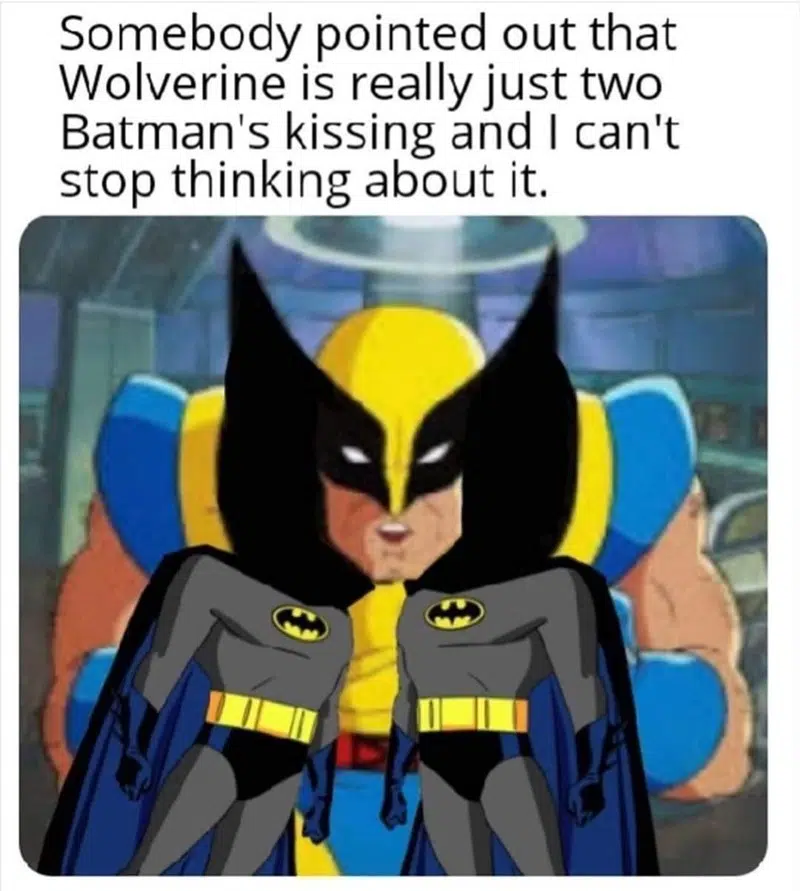 Somebody pointed out that
Wolverine is really just two
Batman's kissing and I can't
stop thinking about it.